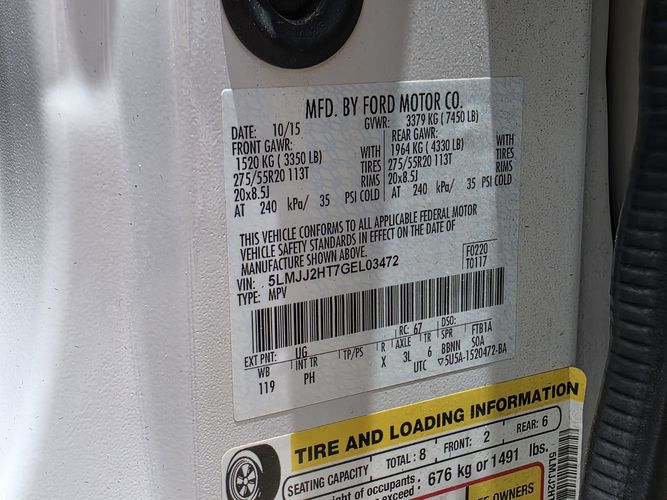 MFD. BY FORD MOTOR CO.
DATE: 10/15 GVWR: 3379 KG ( 7450 LB)
FRONT GAWR: REAR GAWR:
1520 KG ( 3350 LB) WITH 1964 KG ( 4330 LB) WITH
275/55R20 113T TIRES 275/55R20 113T TIRES
20x8.5J RIMS 20x8.5J RIMS
AT 240 kPa/ 35 PSI COLD AT 240 kPa/ 35 PSI COLD
THIS VEHICLE CONFORMS TO ALL APPLICABLE FEDERAL MOTOR
VEHICLE SAFETY STANDARDS IN EFFECT ON THE DATE OF
MANUFACTURE SHOWN ABOVE.
VIN: 5LMJJ2HT7GEL03472 F0220
TYPE: MPV T0117
EXT PNT: UG RC: 67 DSO: FTB1A
WB INT TR TP/PS R AXLE TR SPR SOA
119 PH X 3L 6 BBNN
UTC ▽5U5A-1520472-BA
TIRE AND LOADING INFORMATION
SEATING CAPACITY TOTAL: 8 FRONT: 2 REAR: 6
weight of occupants
exceed 676 kg or 1491 lbs.
OWNERS
5LMJJ2HT